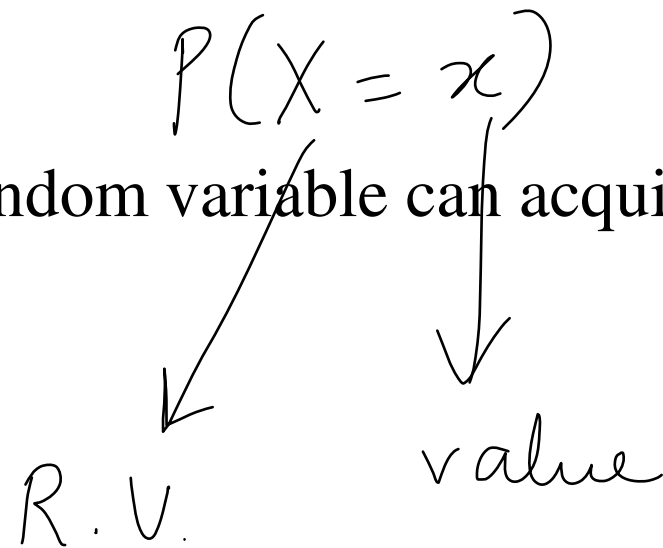 P(X = x)
ndom variable can acqui
R.V. value